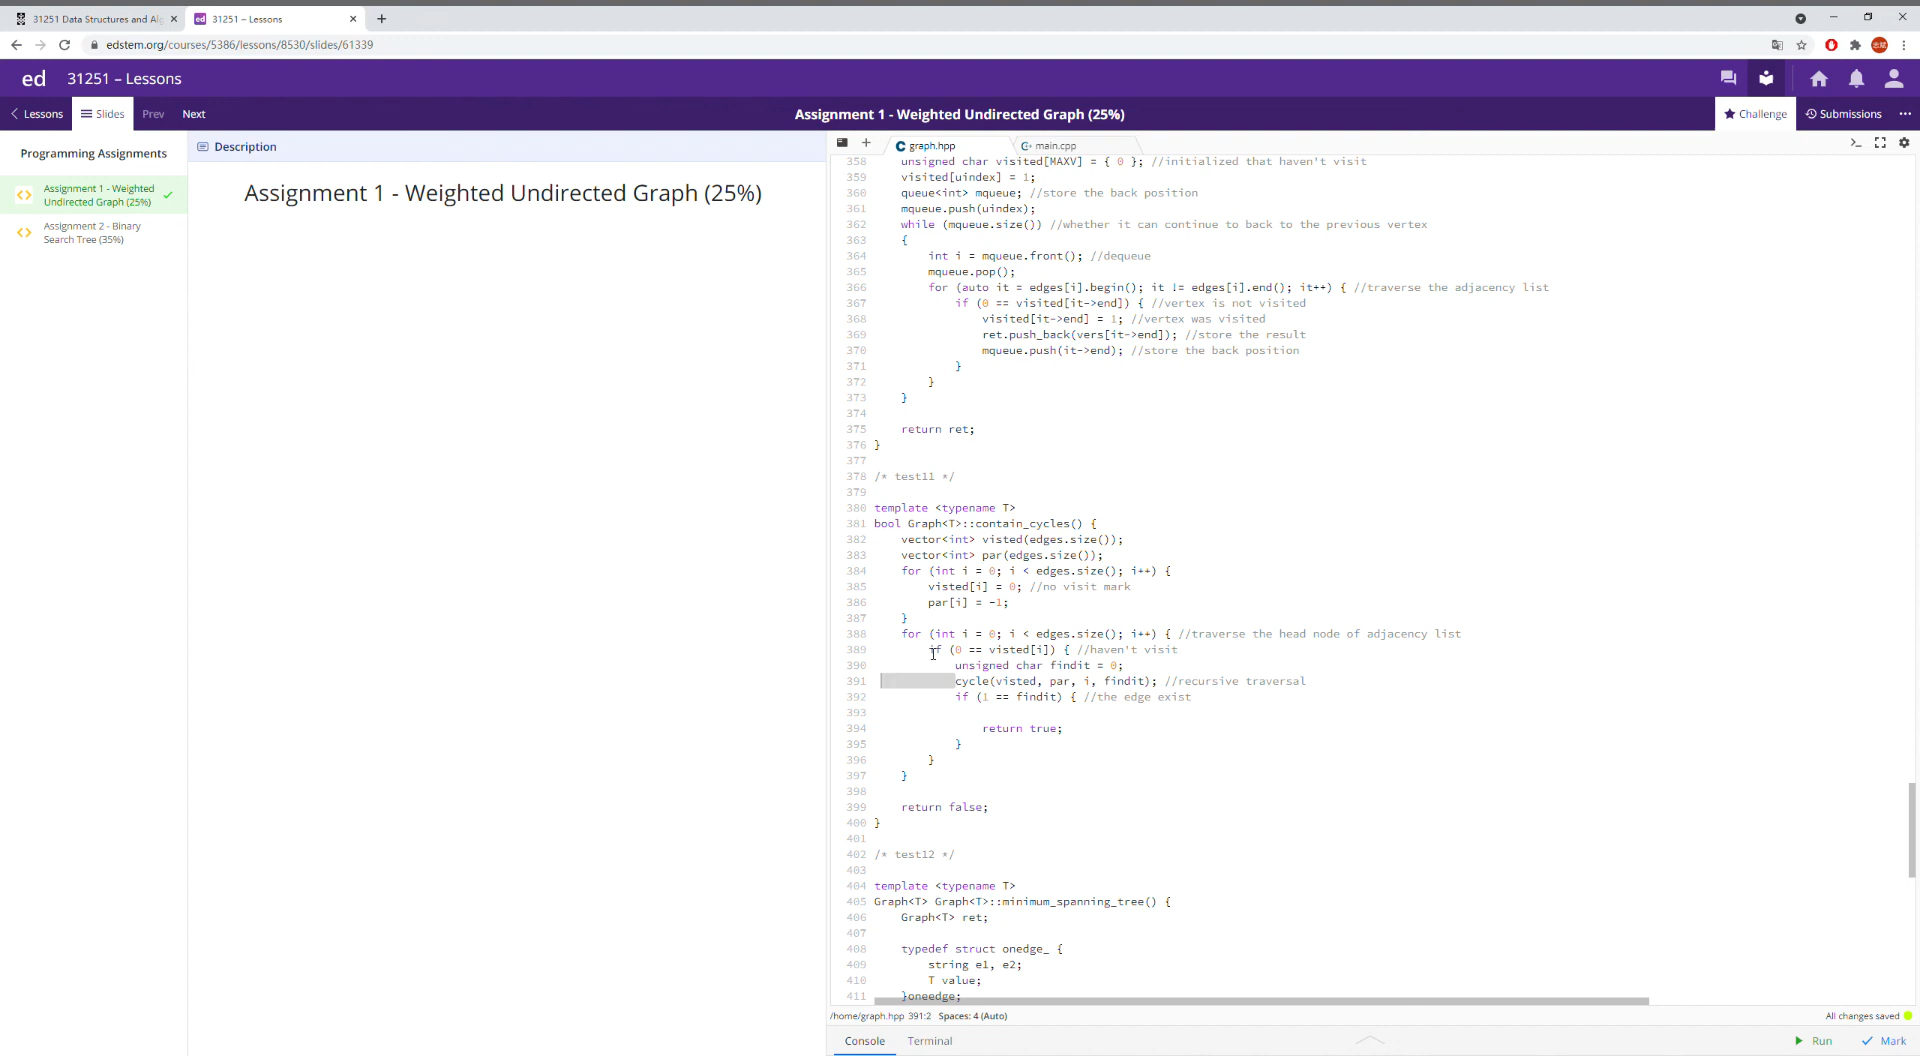 31251 Data Structures and Alg
31251 – Lessons
edstem.org/courses/5386/lessons/8530/slides/61339
ed
31251 – Lessons
Lessons
Slides
Prev
Next
Assignment 1 - Weighted Undirected Graph (25%)
Challenge
Submissions
Programming Assignments
Assignment 1 - Weighted
Undirected Graph (25%)
Assignment 2 - Binary
Search Tree (35%)
Description
Assignment 1 - Weighted Undirected Graph (25%)
graph.hpp
main.cpp
358 unsigned char visited[MAXV] = { 0 }; //initialized that haven't visit
359 visited[uindex] = 1;
360 queue<int> mqueue; //store the back position
361 mqueue.push(uindex);
362 while (mqueue.size()) //whether it can continue to back to the previous vertex
363 {
364 int i = mqueue.front(); //dequeue
365 mqueue.pop();
366 for (auto it = edges[i].begin(); it != edges[i].end(); it++) { //traverse the adjacency list
367 if (0 == visited[it->end]) { //vertex is not visited
368 visited[it->end] = 1; //vertex was visited
369 ret.push_back(vers[it->end]); //store the result
370 mqueue.push(it->end); //store the back position
371 }
372 }
373 }
374
375 return ret;
376 }
377
378 /* test11 */
379
380 template <typename T>
381 bool Graph<T>::contain_cycles() {
382 vector<int> visted(edges.size());
383 vector<int> par(edges.size());
384 for (int i = 0; i < edges.size(); i++) {
385 visted[i] = 0; //no visit mark
386 par[i] = -1;
387 }
388 for (int i = 0; i < edges.size(); i++) { //traverse the head node of adjacency list
389 if (0 == visted[i]) { //haven't visit
390 unsigned char findit = 0;
391 cycle(visted, par, i, findit); //recursive traversal
392 if (1 == findit) { //the edge exist
393
394 return true;
395 }
396 }
397 }
398
399 return false;
400 }
401
402 /* test12 */
403
404 template <typename T>
405 Graph<T> Graph<T>::minimum_spanning_tree() {
406 Graph<T> ret;
407
408 typedef struct onedge_ {
409 string e1, e2;
410 T value;
411 }oneedge;
/home/graph.hpp 391:2 Spaces: 4 (Auto)
All changes saved
Console
Terminal
Run
Mark